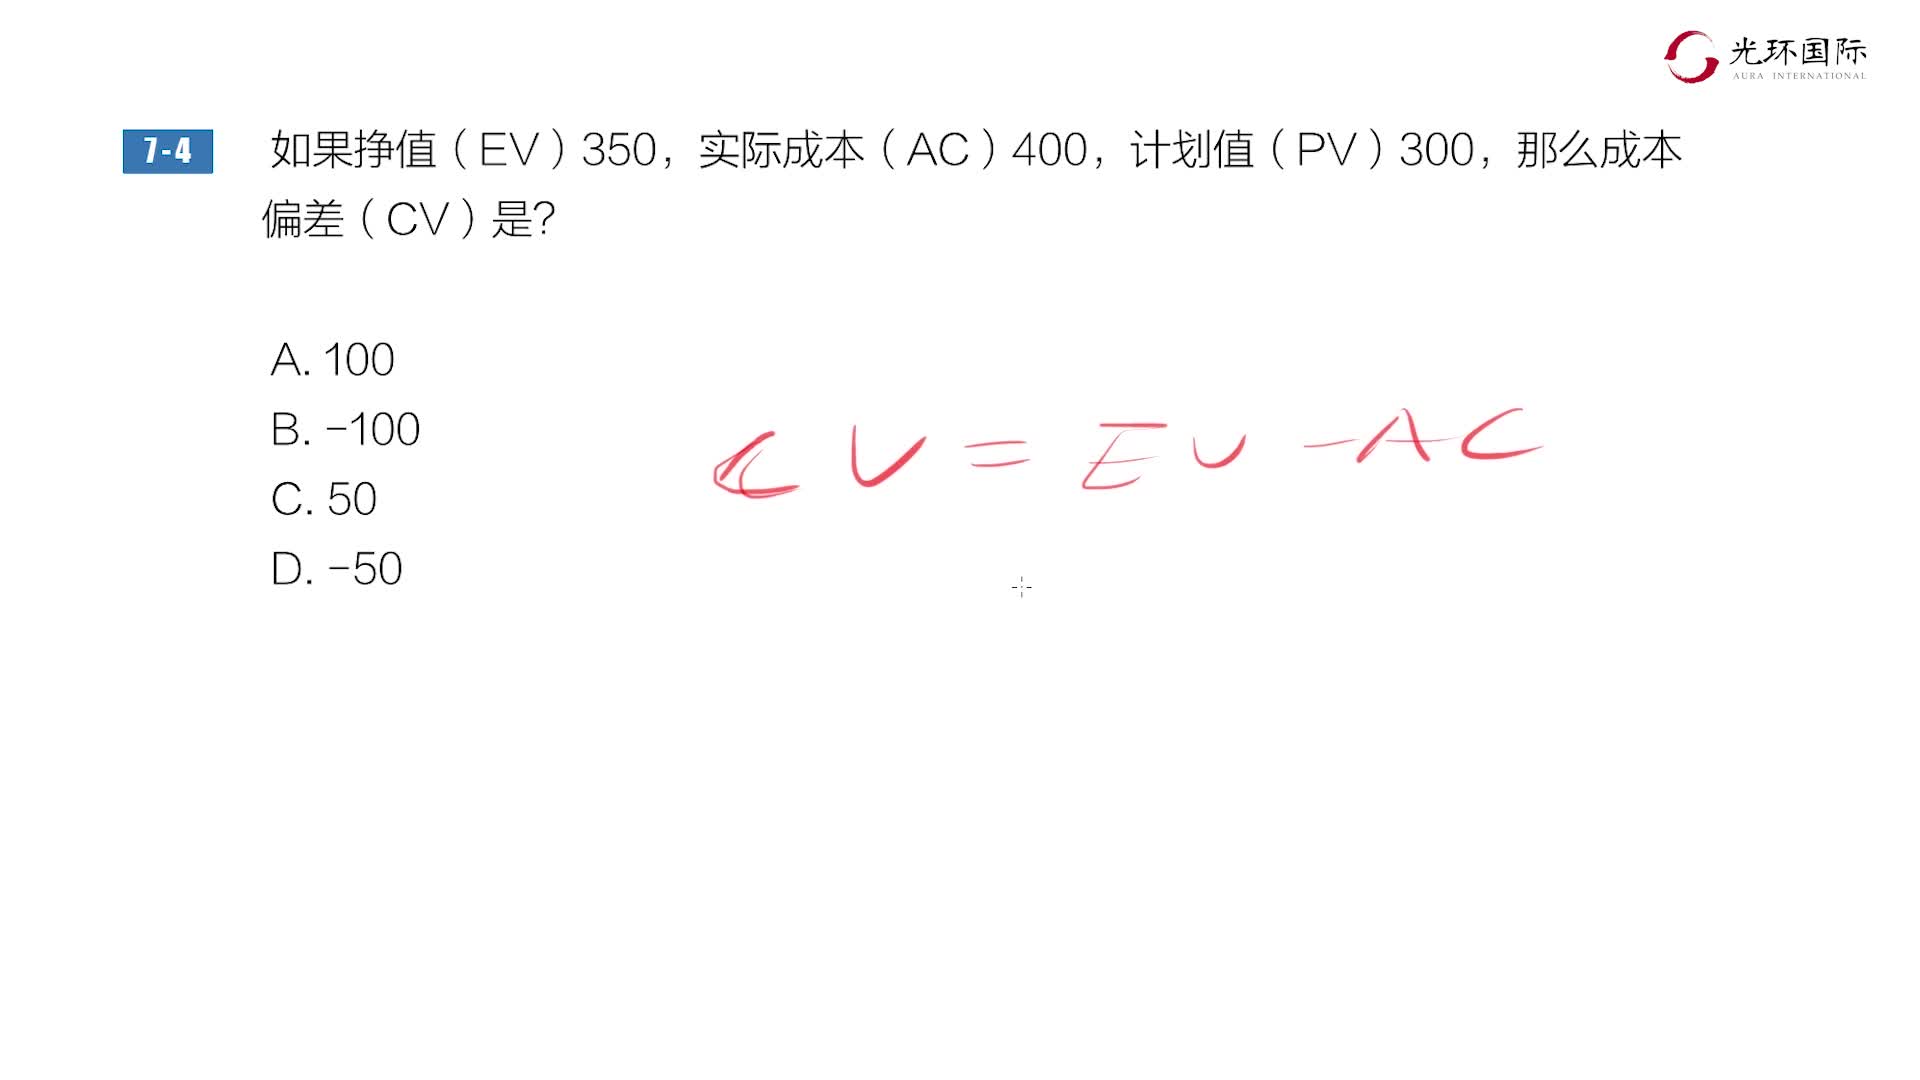 光环国际
AURA INTERNATIONAL
7-4 如果挣值（EV）350，实际成本（AC）400，计划值（PV）300，那么成本
偏差（CV）是？
A. 100
B. -100
CV=EV-AC
C. 50
D. -50